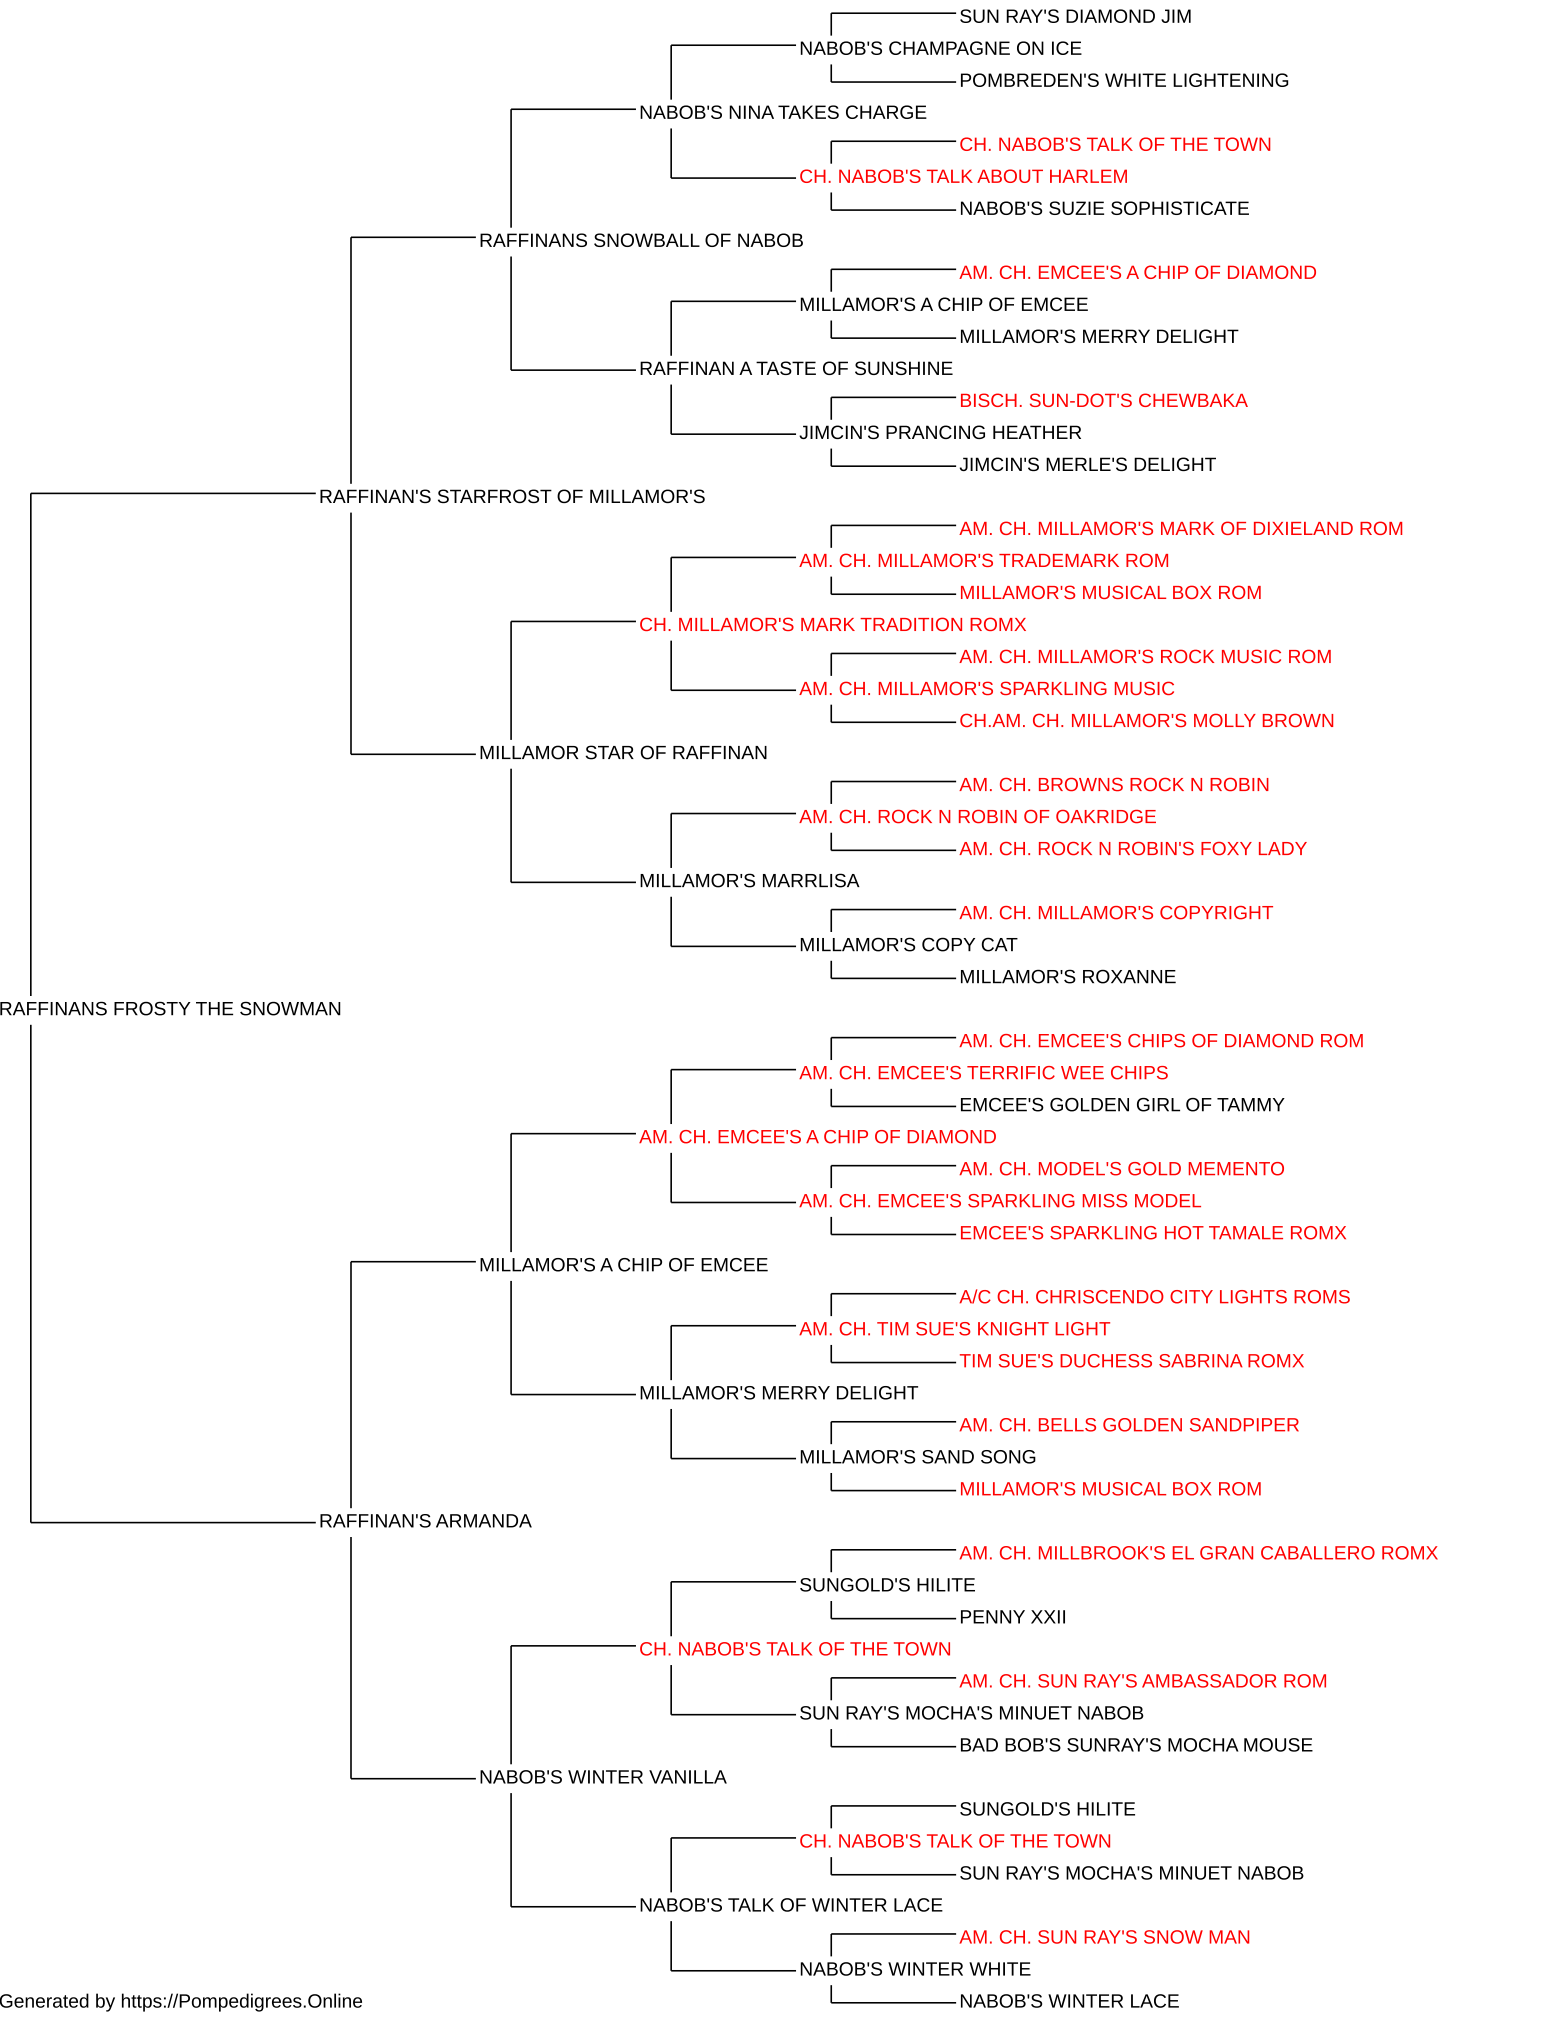 SUN RAY'S DIAMOND JIM
NABOB'S CHAMPAGNE ON ICE
POMBREDEN'S WHITE LIGHTENING
NABOB'S NINA TAKES CHARGE
CH. NABOB'S TALK OF THE TOWN
CH. NABOB'S TALK ABOUT HARLEM
NABOB'S SUZIE SOPHISTICATE
RAFFINANS SNOWBALL OF NABOB
AM. CH. EMCEE'S A CHIP OF DIAMOND
MILLAMOR'S A CHIP OF EMCEE
MILLAMOR'S MERRY DELIGHT
RAFFINAN A TASTE OF SUNSHINE
BISCH. SUN-DOT'S CHEWBAKA
JIMCIN'S PRANCING HEATHER
JIMCIN'S MERLE'S DELIGHT
RAFFINAN'S STARFROST OF MILLAMOR'S
AM. CH. MILLAMOR'S MARK OF DIXIELAND ROM
AM. CH. MILLAMOR'S TRADEMARK ROM
MILLAMOR'S MUSICAL BOX ROM
CH. MILLAMOR'S MARK TRADITION ROMX
AM. CH. MILLAMOR'S ROCK MUSIC ROM
AM. CH. MILLAMOR'S SPARKLING MUSIC
CH.AM. CH. MILLAMOR'S MOLLY BROWN
MILLAMOR STAR OF RAFFINAN
AM. CH. BROWNS ROCK N ROBIN
AM. CH. ROCK N ROBIN OF OAKRIDGE
AM. CH. ROCK N ROBIN'S FOXY LADY
MILLAMOR'S MARRLISA
AM. CH. MILLAMOR'S COPYRIGHT
MILLAMOR'S COPY CAT
MILLAMOR'S ROXANNE
RAFFINANS FROSTY THE SNOWMAN
AM. CH. EMCEE'S CHIPS OF DIAMOND ROM
AM. CH. EMCEE'S TERRIFIC WEE CHIPS
EMCEE'S GOLDEN GIRL OF TAMMY
AM. CH. EMCEE'S A CHIP OF DIAMOND
AM. CH. MODEL'S GOLD MEMENTO
AM. CH. EMCEE'S SPARKLING MISS MODEL
EMCEE'S SPARKLING HOT TAMALE ROMX
MILLAMOR'S A CHIP OF EMCEE
A/C CH. CHRISCENDO CITY LIGHTS ROMS
AM. CH. TIM SUE'S KNIGHT LIGHT
TIM SUE'S DUCHESS SABRINA ROMX
MILLAMOR'S MERRY DELIGHT
AM. CH. BELLS GOLDEN SANDPIPER
MILLAMOR'S SAND SONG
MILLAMOR'S MUSICAL BOX ROM
RAFFINAN'S ARMANDA
AM. CH. MILLBROOK'S EL GRAN CABALLERO ROMX
SUNGOLD'S HILITE
PENNY XXII
CH. NABOB'S TALK OF THE TOWN
AM. CH. SUN RAY'S AMBASSADOR ROM
SUN RAY'S MOCHA'S MINUET NABOB
BAD BOB'S SUNRAY'S MOCHA MOUSE
NABOB'S WINTER VANILLA
SUNGOLD'S HILITE
CH. NABOB'S TALK OF THE TOWN
SUN RAY'S MOCHA'S MINUET NABOB
NABOB'S TALK OF WINTER LACE
AM. CH. SUN RAY'S SNOW MAN
NABOB'S WINTER WHITE
NABOB'S WINTER LACE
Generated by https://Pompedigrees.Online